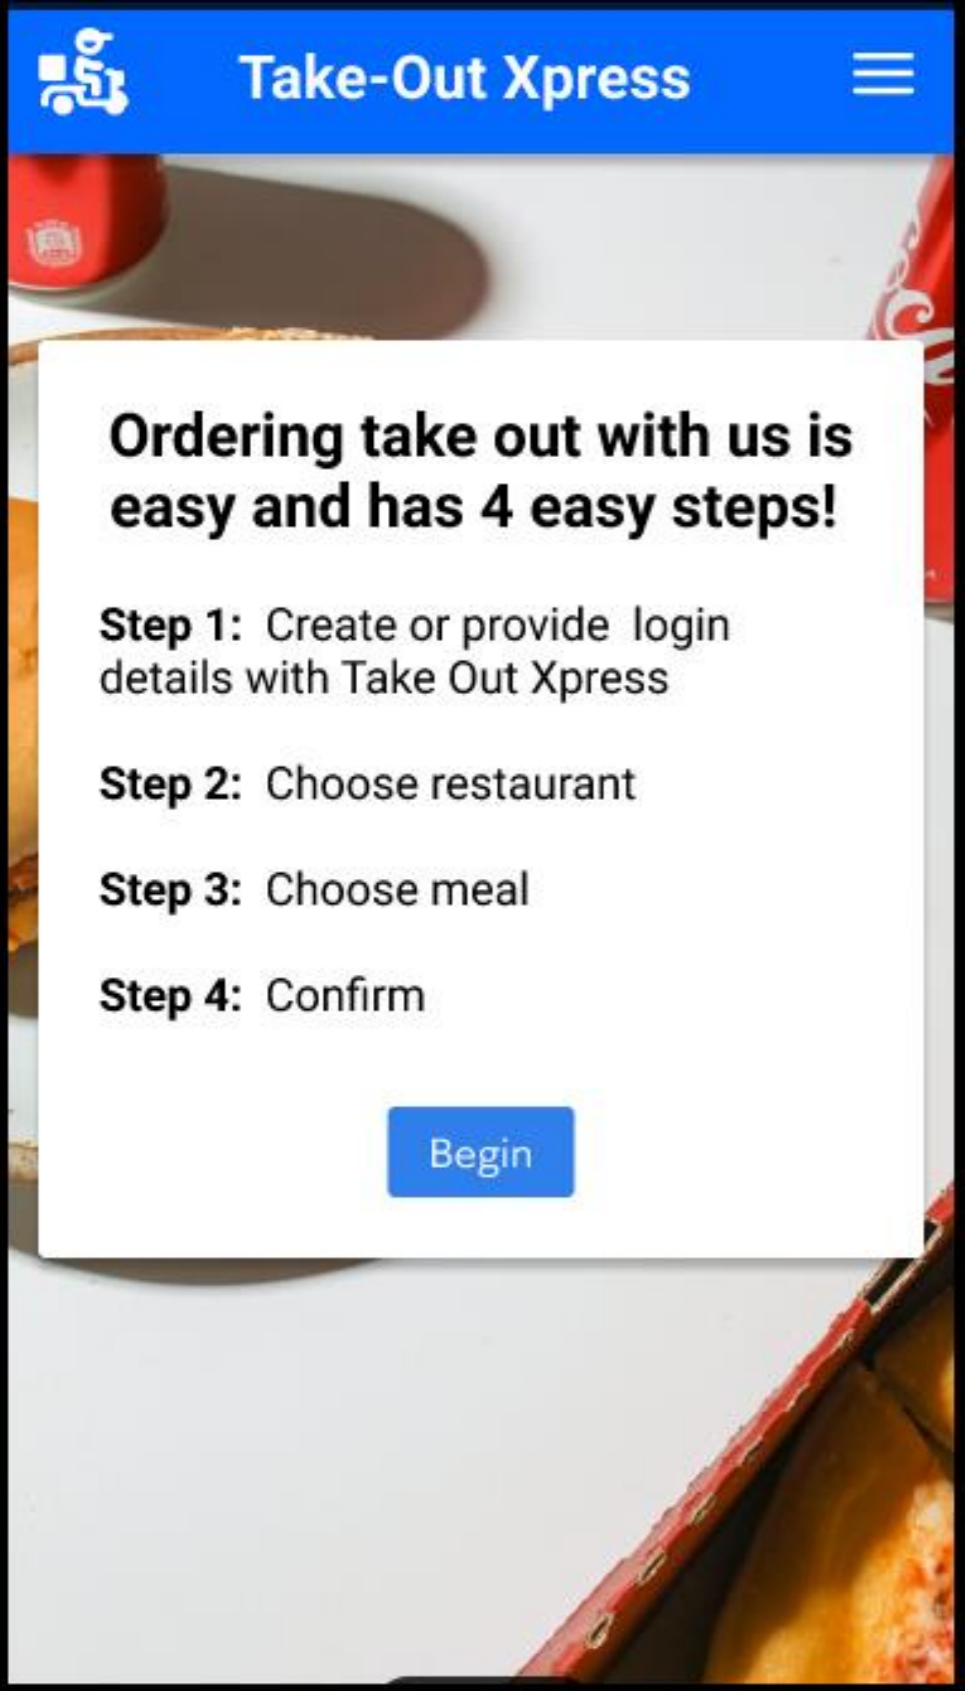 Take-Out Xpress
Ordering take out with us is
easy and has 4 easy steps!
Step 1:  Create or provide  login
details with Take Out Xpress
Step 2:  Choose restaurant
Step 3:  Choose meal
Step 4:  Confirm
Begin